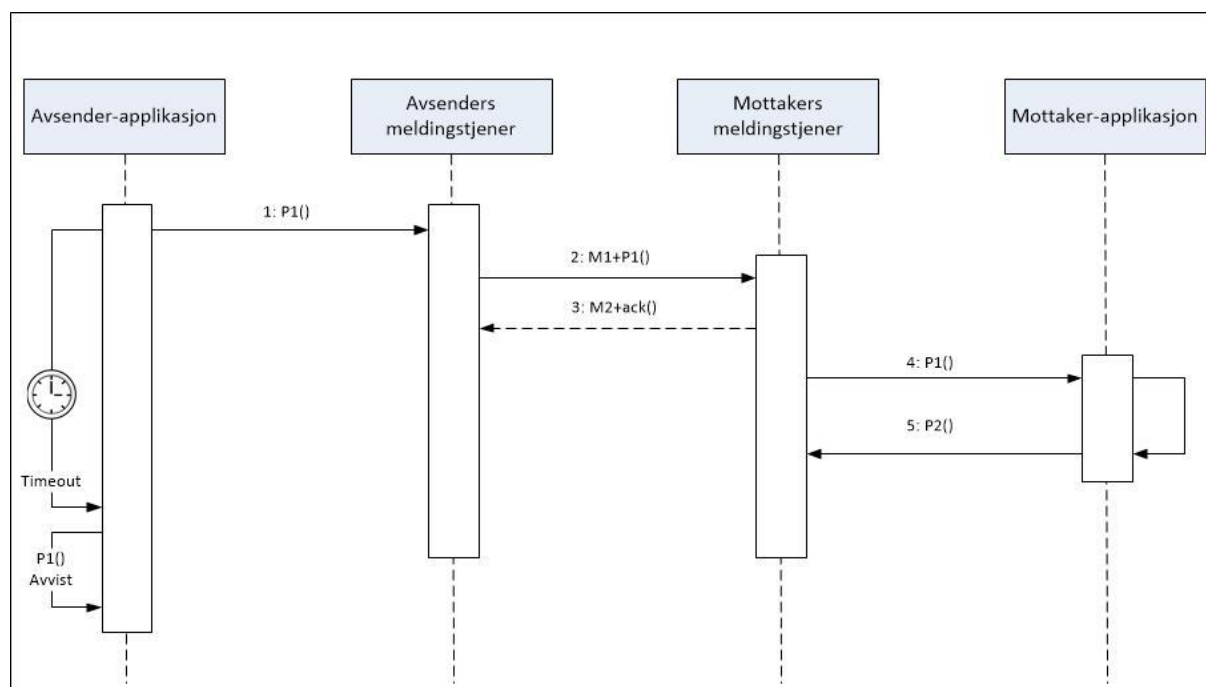 Avsender-applikasjon
Avsenders
meldingstjener
Mottakers
meldingstjener
Mottaker-applikasjon
1: P1()
2: M1+P1()
3: M2+ack()
4: P1()
5: P2()
Timeout
P1()
Avvist